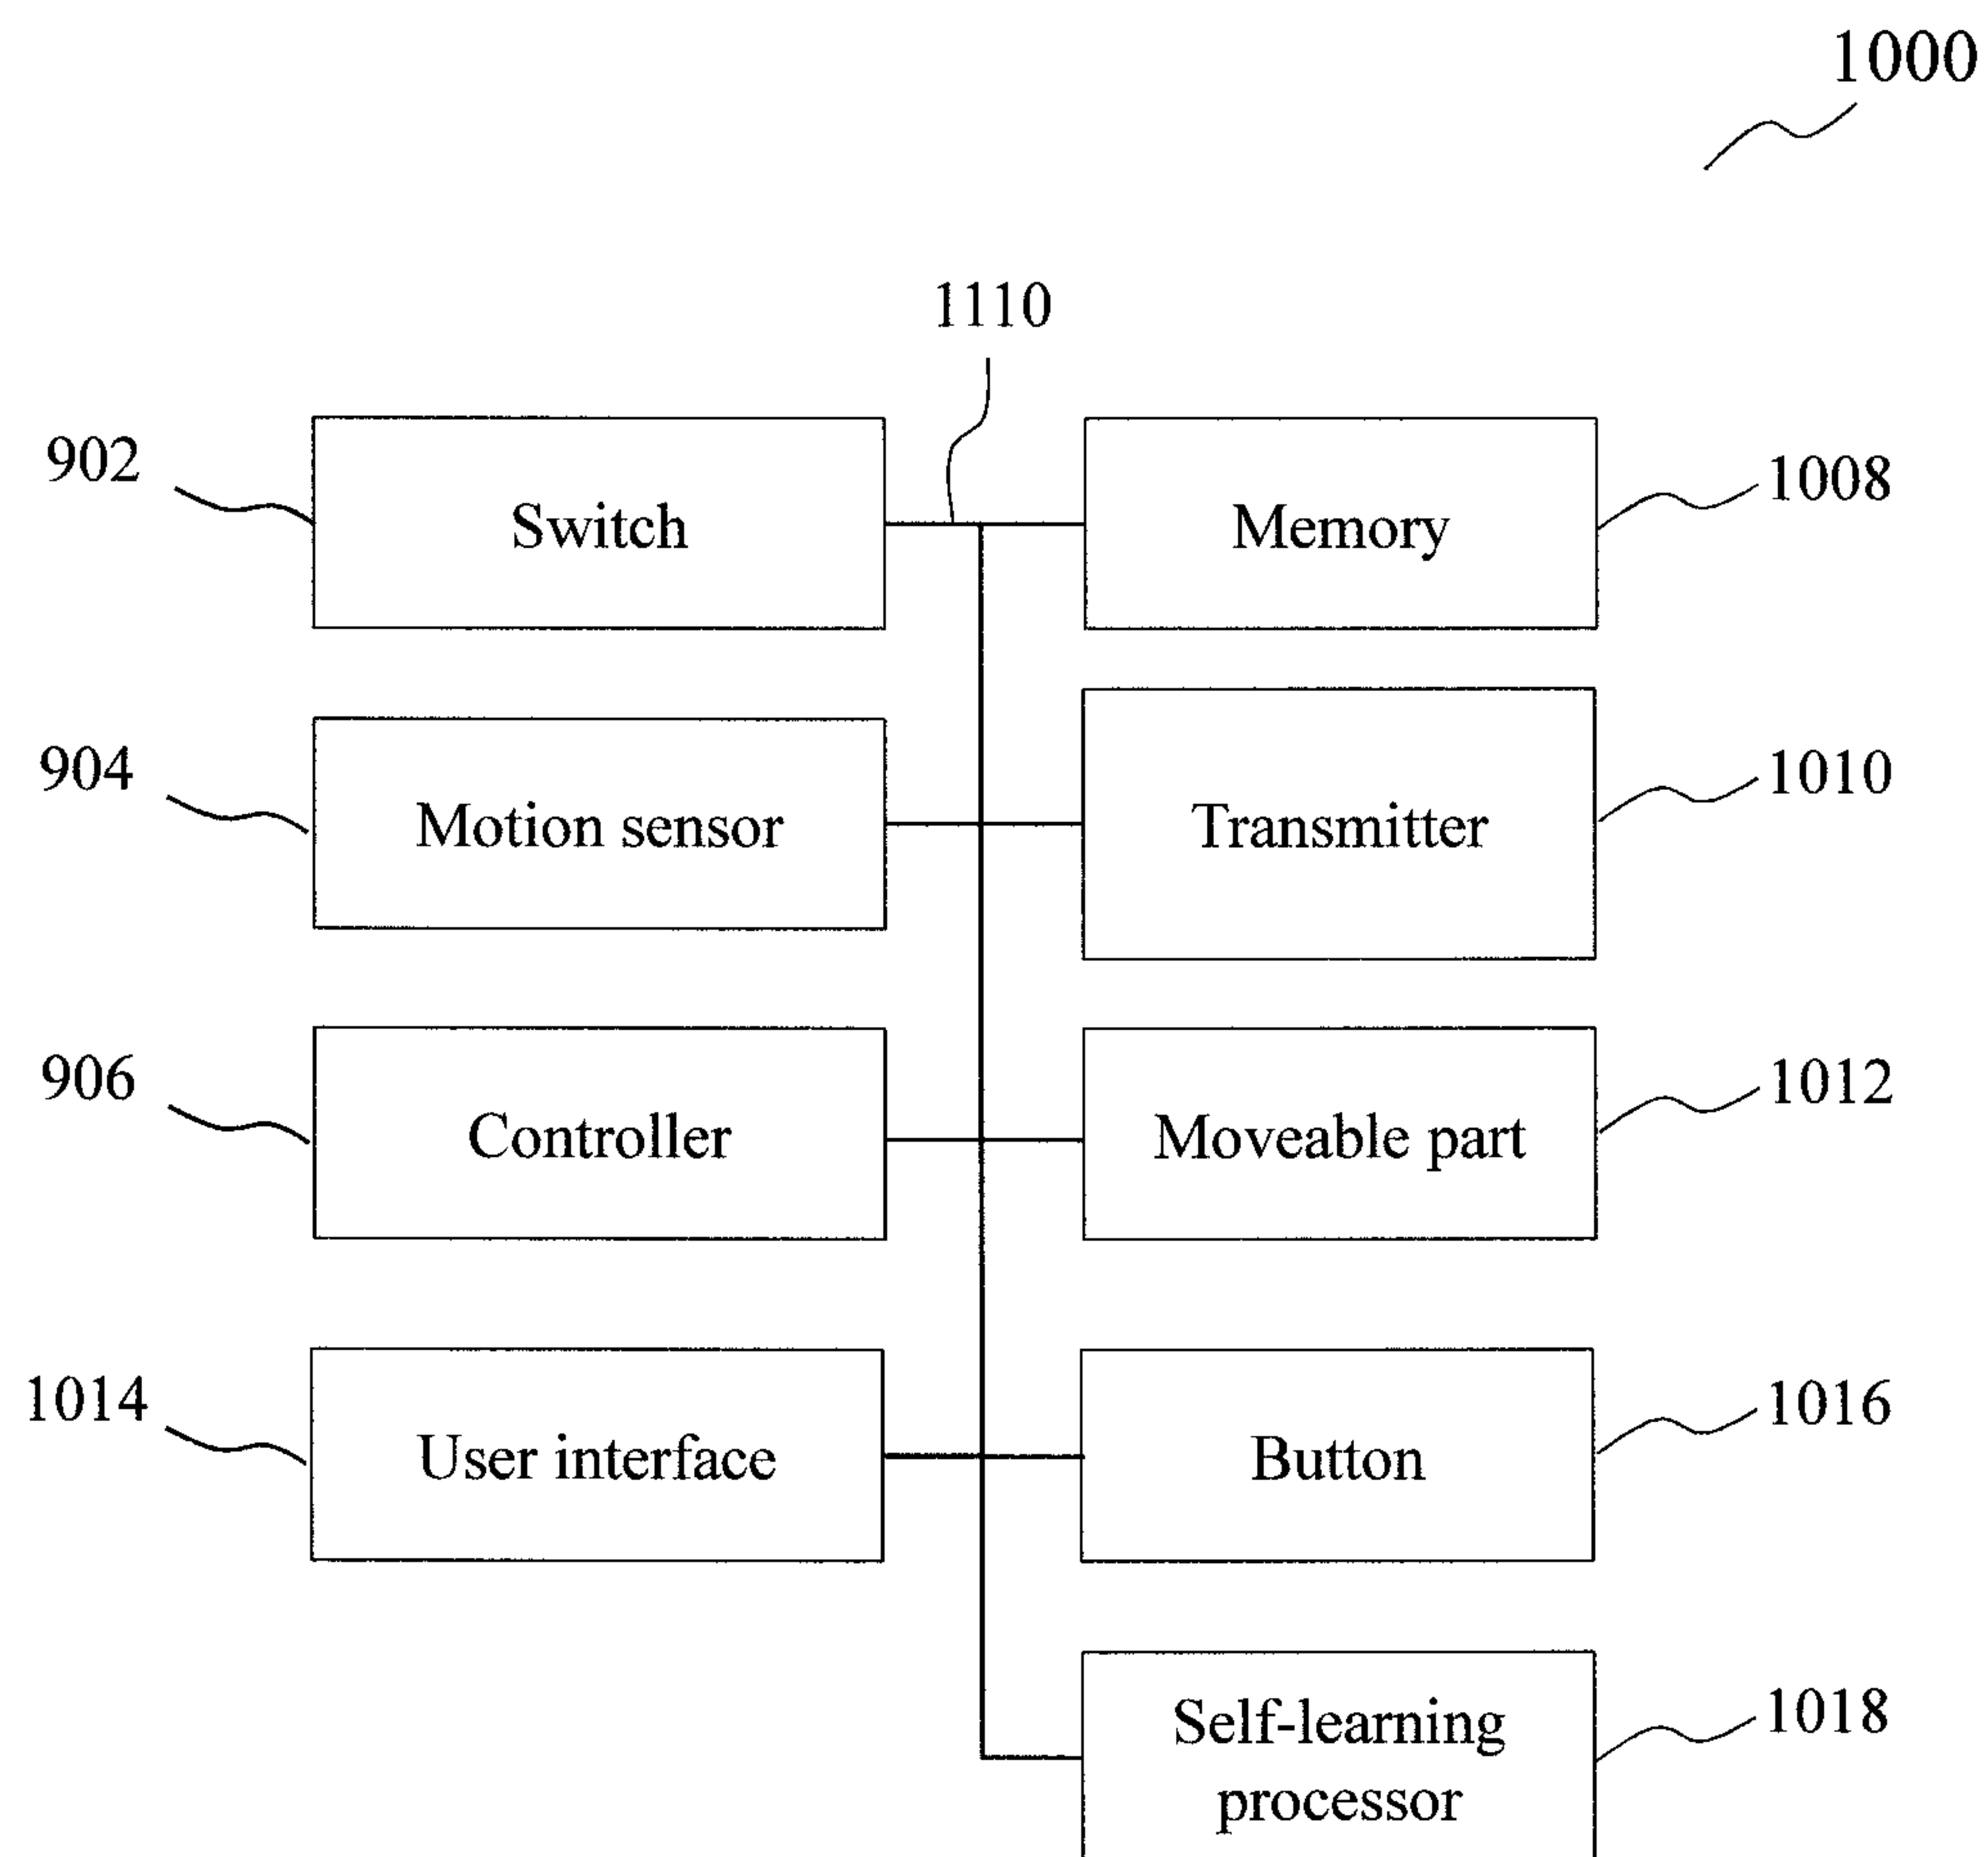 1000
1110
902
Switch
Memory
1008
904
Motion sensor
Transmitter
1010
906
Controller
Moveable part
1012
1014
User interface
Button
1016
Self-learning
processor
1018